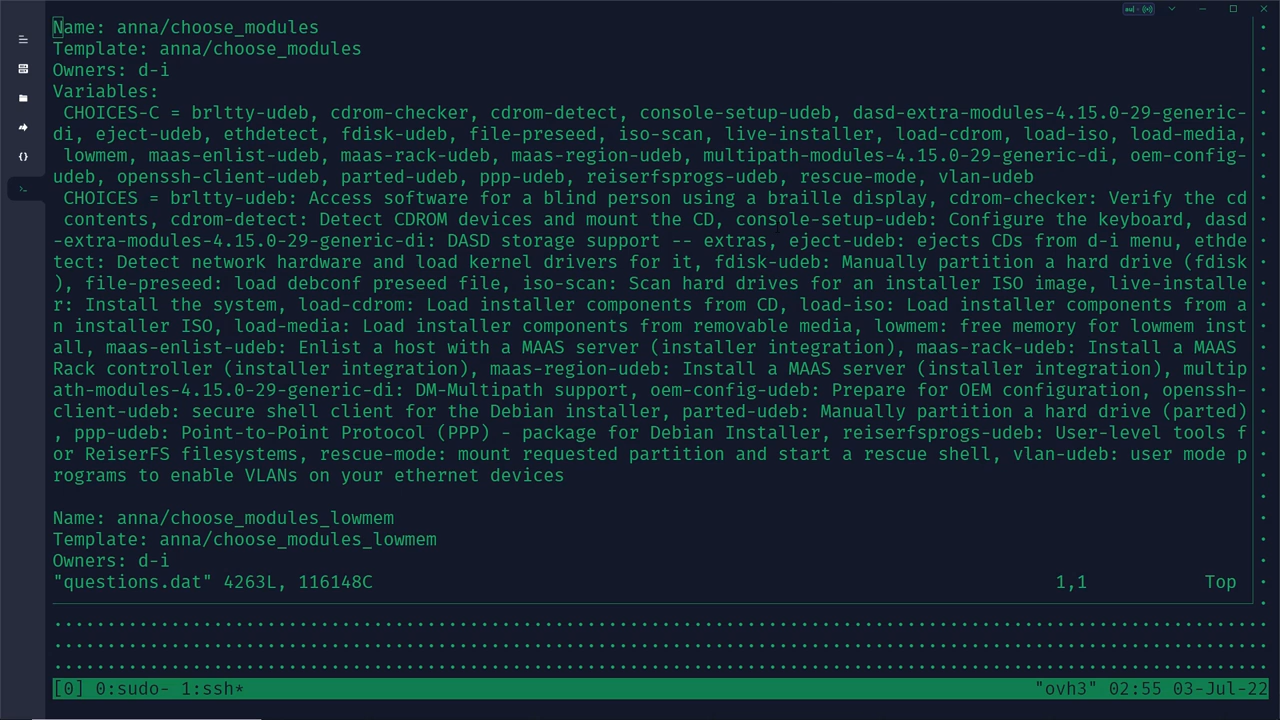 Name: anna/choose_modules
Template: anna/choose_modules
Owners: d-i
Variables:
 CHOICES-C = brltty-udeb, cdrom-checker, cdrom-detect, console-setup-udeb, dasd-extra-modules-4.15.0-29-generic-
di, eject-udeb, ethdetect, fdisk-udeb, file-preseed, iso-scan, live-installer, load-cdrom, load-iso, load-media,
 lowmem, maas-enlist-udeb, maas-rack-udeb, maas-region-udeb, multipath-modules-4.15.0-29-generic-di, oem-config-
udeb, openssh-client-udeb, parted-udeb, ppp-udeb, reiserfsprogs-udeb, rescue-mode, vlan-udeb
 CHOICES = brltty-udeb: Access software for a blind person using a braille display, cdrom-checker: Verify the cd
 contents, cdrom-detect: Detect CDROM devices and mount the CD, console-setup-udeb: Configure the keyboard, dasd
-extra-modules-4.15.0-29-generic-di: DASD storage support -- extras, eject-udeb: ejects CDs from d-i menu, ethde
tect: Detect network hardware and load kernel drivers for it, fdisk-udeb: Manually partition a hard drive (fdisk
), file-preseed: load debconf preseed file, iso-scan: Scan hard drives for an installer ISO image, live-installe
r: Install the system, load-cdrom: Load installer components from CD, load-iso: Load installer components from a
n installer ISO, load-media: Load installer components from removable media, lowmem: free memory for lowmem inst
all, maas-enlist-udeb: Enlist a host with a MAAS server (installer integration), maas-rack-udeb: Install a MAAS
Rack controller (installer integration), maas-region-udeb: Install a MAAS server (installer integration), multip
ath-modules-4.15.0-29-generic-di: DM-Multipath support, oem-config-udeb: Prepare for OEM configuration, openssh-
client-udeb: secure shell client for the Debian installer, parted-udeb: Manually partition a hard drive (parted)
, ppp-udeb: Point-to-Point Protocol (PPP) - package for Debian Installer, reiserfsprogs-udeb: User-level tools f
or ReiserFS filesystems, rescue-mode: mount requested partition and start a rescue shell, vlan-udeb: user mode p
rograms to enable VLANs on your ethernet devices
Name: anna/choose_modules_lowmem
Template: anna/choose_modules_lowmem
Owners: d-i
"questions.dat" 4263L, 116148C 1,1 Top
[0] 0:sudo- 1:ssh* "ovh3" 02:55 03-Jul-22